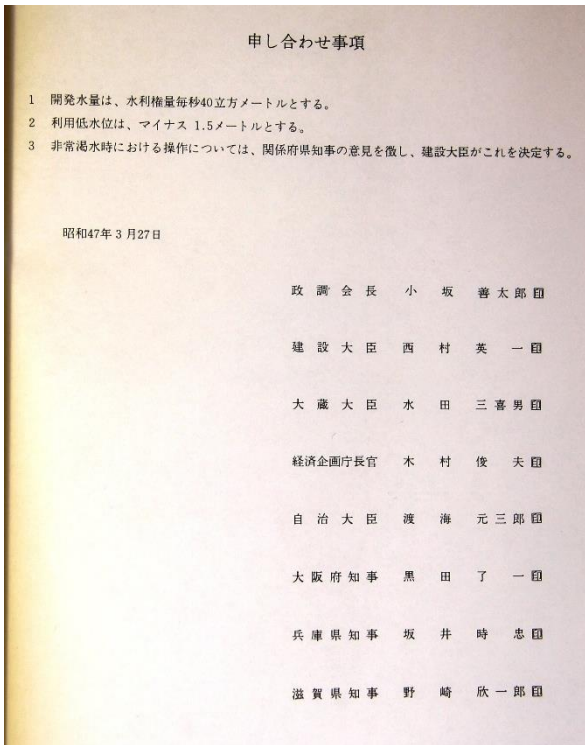 申し合わせ事項
1 開発水量は、水利権量毎秒40立方メートルとする。
2 利用低水位は、マイナス 1.5メートルとする。
3 非常渇水時における操作については、関係府県知事の意見を徴し、建設大臣がこれを決定する。
昭和47年3月27日
政調会長 小坂善太郎 印
建設大臣 西村英一 印
大蔵大臣 水田三喜男 印
経済企画庁長官 木村俊夫 印
自治大臣 渡海元三郎 印
大阪府知事 黒田了一 印
兵庫県知事 坂井時忠 印
滋賀県知事 野崎欣一郎 印